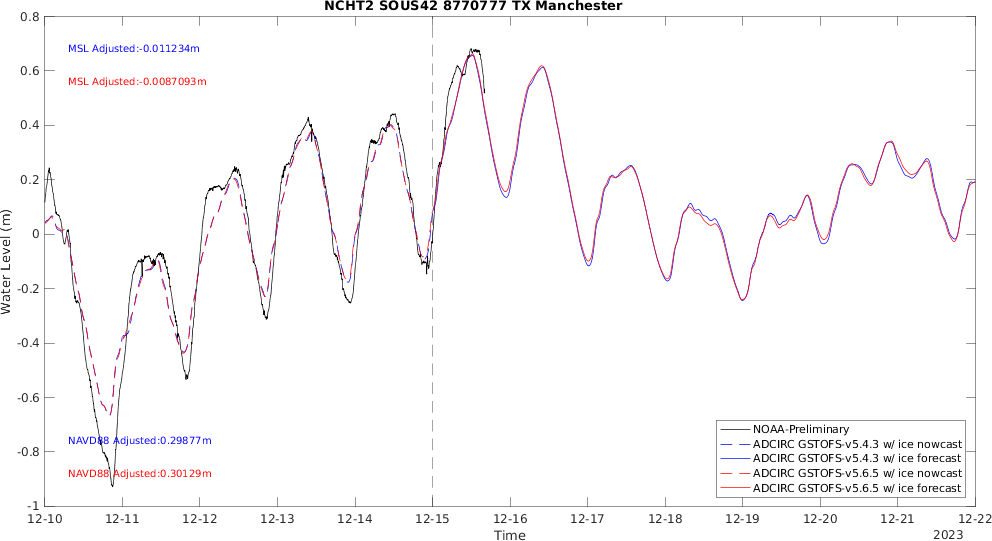 NCHT2 SOUS42 8770777 TX Manchester
0.8
MSL Adjusted:-0.011234m
0.6
MSL Adjusted:-0.0087093m
0.4
0.2
0
-0.2
-0.4
-0.6
-0.8
-1
Water Level (m)
NAVD88 Adjusted:0.29877m
NAVD88 Adjusted:0.30129m
NOAA-Preliminary
ADCIRC GSTOFS-v5.4.3 w/ ice nowcast
ADCIRC GSTOFS-v5.4.3 w/ ice forecast
ADCIRC GSTOFS-v5.6.5 w/ ice nowcast
ADCIRC GSTOFS-v5.6.5 w/ ice forecast
12-10 12-11 12-12 12-13 12-14 12-15 12-16 12-17 12-18 12-19 12-20 12-21 12-22
Time
2023